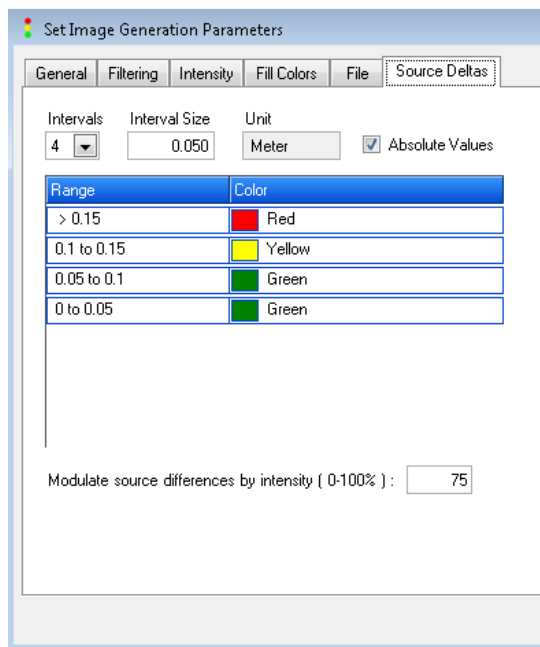 Set Image Generation Parameters
General Filtering Intensity Fill Colors File Source Deltas
Intervals Interval Size Unit
4 0.050 Meter Absolute Values
Range Color
> 0.15 Red
0.1 to 0.15 Yellow
0.05 to 0.1 Green
0 to 0.05 Green
Modulate source differences by intensity ( 0-100% ) : 75